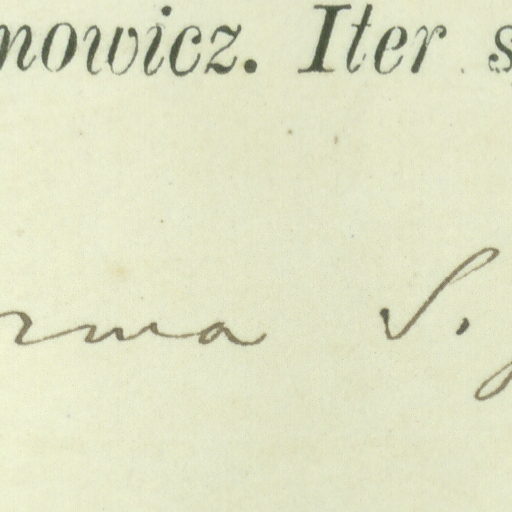 nowicz. Iter s
rma S.